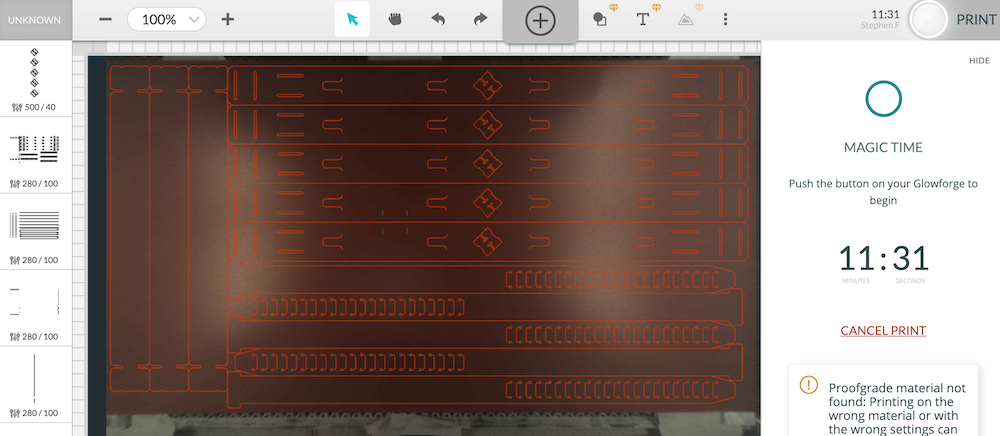 UNKNOWN
100%
T
11:31
Stephen F
PRINT
HIDE
500 / 40
280 / 100
280 / 100
280 / 100
280 / 100
MAGIC TIME
Push the button on your Glowforge to
begin
11:31
MINUTES SECONDS
CANCEL PRINT
Proofgrade material not
found: Printing on the
wrong material or with
the wrong settings can